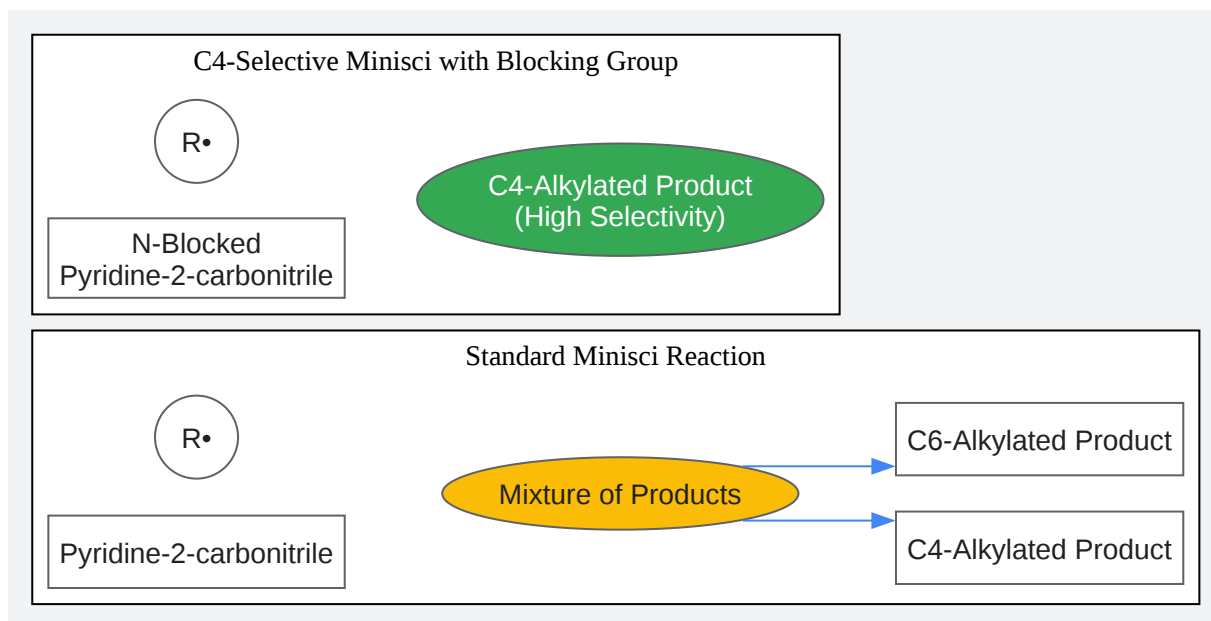 C4-Selective Minisci with Blocking Group
R•
C4-Alkylated Product
(High Selectivity)
N-Blocked
Pyridine-2-carbonitrile
Standard Minisci Reaction
R•
C6-Alkylated Product
Mixture of Products
Pyridine-2-carbonitrile
C4-Alkylated Product